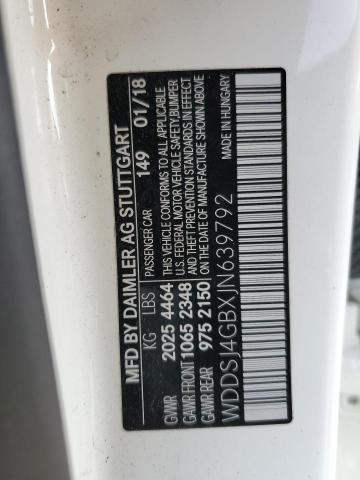 MFD BY DAIMLER AG STUTTGART
PASSENGER CAR 149 01/18
KG LBS
GVWR 2025 4464
GAWR FRONT 1065 2348
GAWR REAR 975 2150
THIS VEHICLE CONFORMS TO ALL APPLICABLE
U.S. FEDERAL MOTOR VEHICLE SAFETY, BUMPER
AND THEFT PREVENTION STANDARDS IN EFFECT
ON THE DATE OF MANUFACTURE SHOWN ABOVE
WDDSJ4GBXJN639792 MADE IN HUNGARY